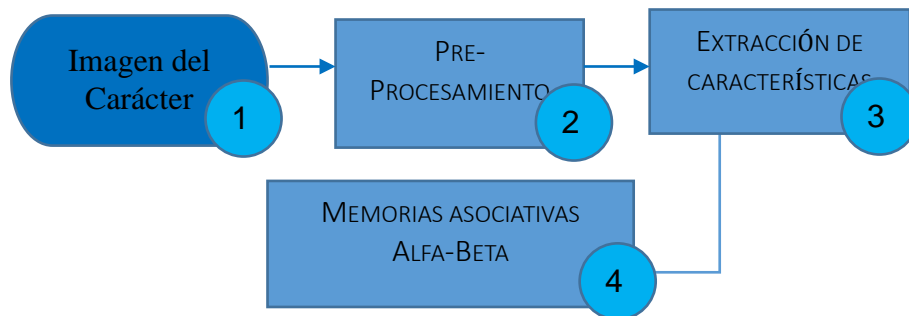 Imagen del
Carácter
1
PRE-
PROCESAMIENTO
2
EXTRACCIÓN DE
CARACTERÍSTICAS
3
MEMORIAS ASOCIATIVAS
ALFA-BETA
4